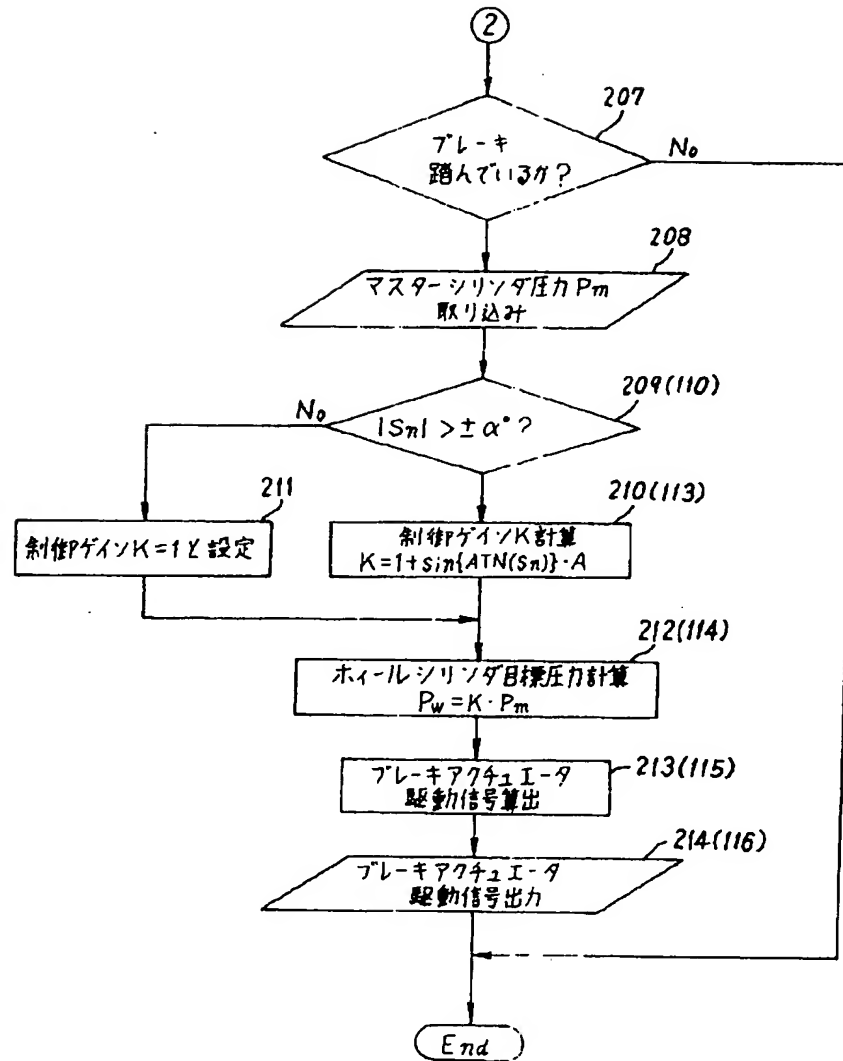 2
207
ブレーキ
踏んでいるか?
No
208
マスターシリンダ圧力Pm
取り込み
209(110)
No
|Sn|>±α°?
211
制御ゲインK=1と設定
210(113)
制御ゲインK計算
K=1+sin{ATN(Sn)}·A
212(114)
ホィールシリンダ目標圧力計算
Pw=K·Pm
ブレーキアクチュエータ
駆動信号算出
213(115)
214(116)
ブレーキアクチュエータ
駆動信号出力
End